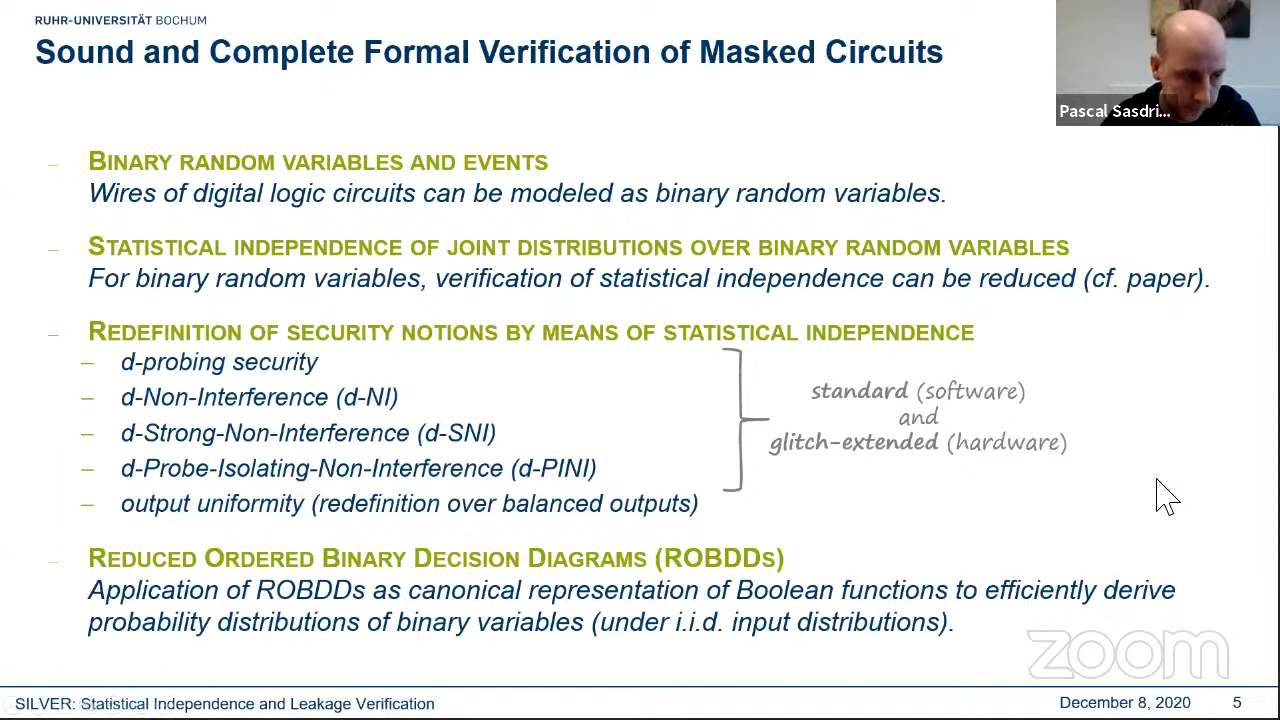 RUHR-UNIVERSITÄT BOCHUM
Sound and Complete Formal Verification of Masked Circuits
Pascal Sasdri...
– BINARY RANDOM VARIABLES AND EVENTS
Wires of digital logic circuits can be modeled as binary random variables.
– STATISTICAL INDEPENDENCE OF JOINT DISTRIBUTIONS OVER BINARY RANDOM VARIABLES
For binary random variables, verification of statistical independence can be reduced (cf. paper).
– REDEFINITION OF SECURITY NOTIONS BY MEANS OF STATISTICAL INDEPENDENCE
– d-probing security
– d-Non-Interference (d-NI)
– d-Strong-Non-Interference (d-SNI)
– d-Probe-Isolating-Non-Interference (d-PINI)
– output uniformity (redefinition over balanced outputs)
standard (software)
and
glitch-extended (hardware)
– REDUCED ORDERED BINARY DECISION DIAGRAMS (ROBDDS)
Application of ROBDDs as canonical representation of Boolean functions to efficiently derive
probability distributions of binary variables (under i.i.d. input distributions).
zoom
SILVER: Statistical Independence and Leakage Verification
December 8, 2020 5